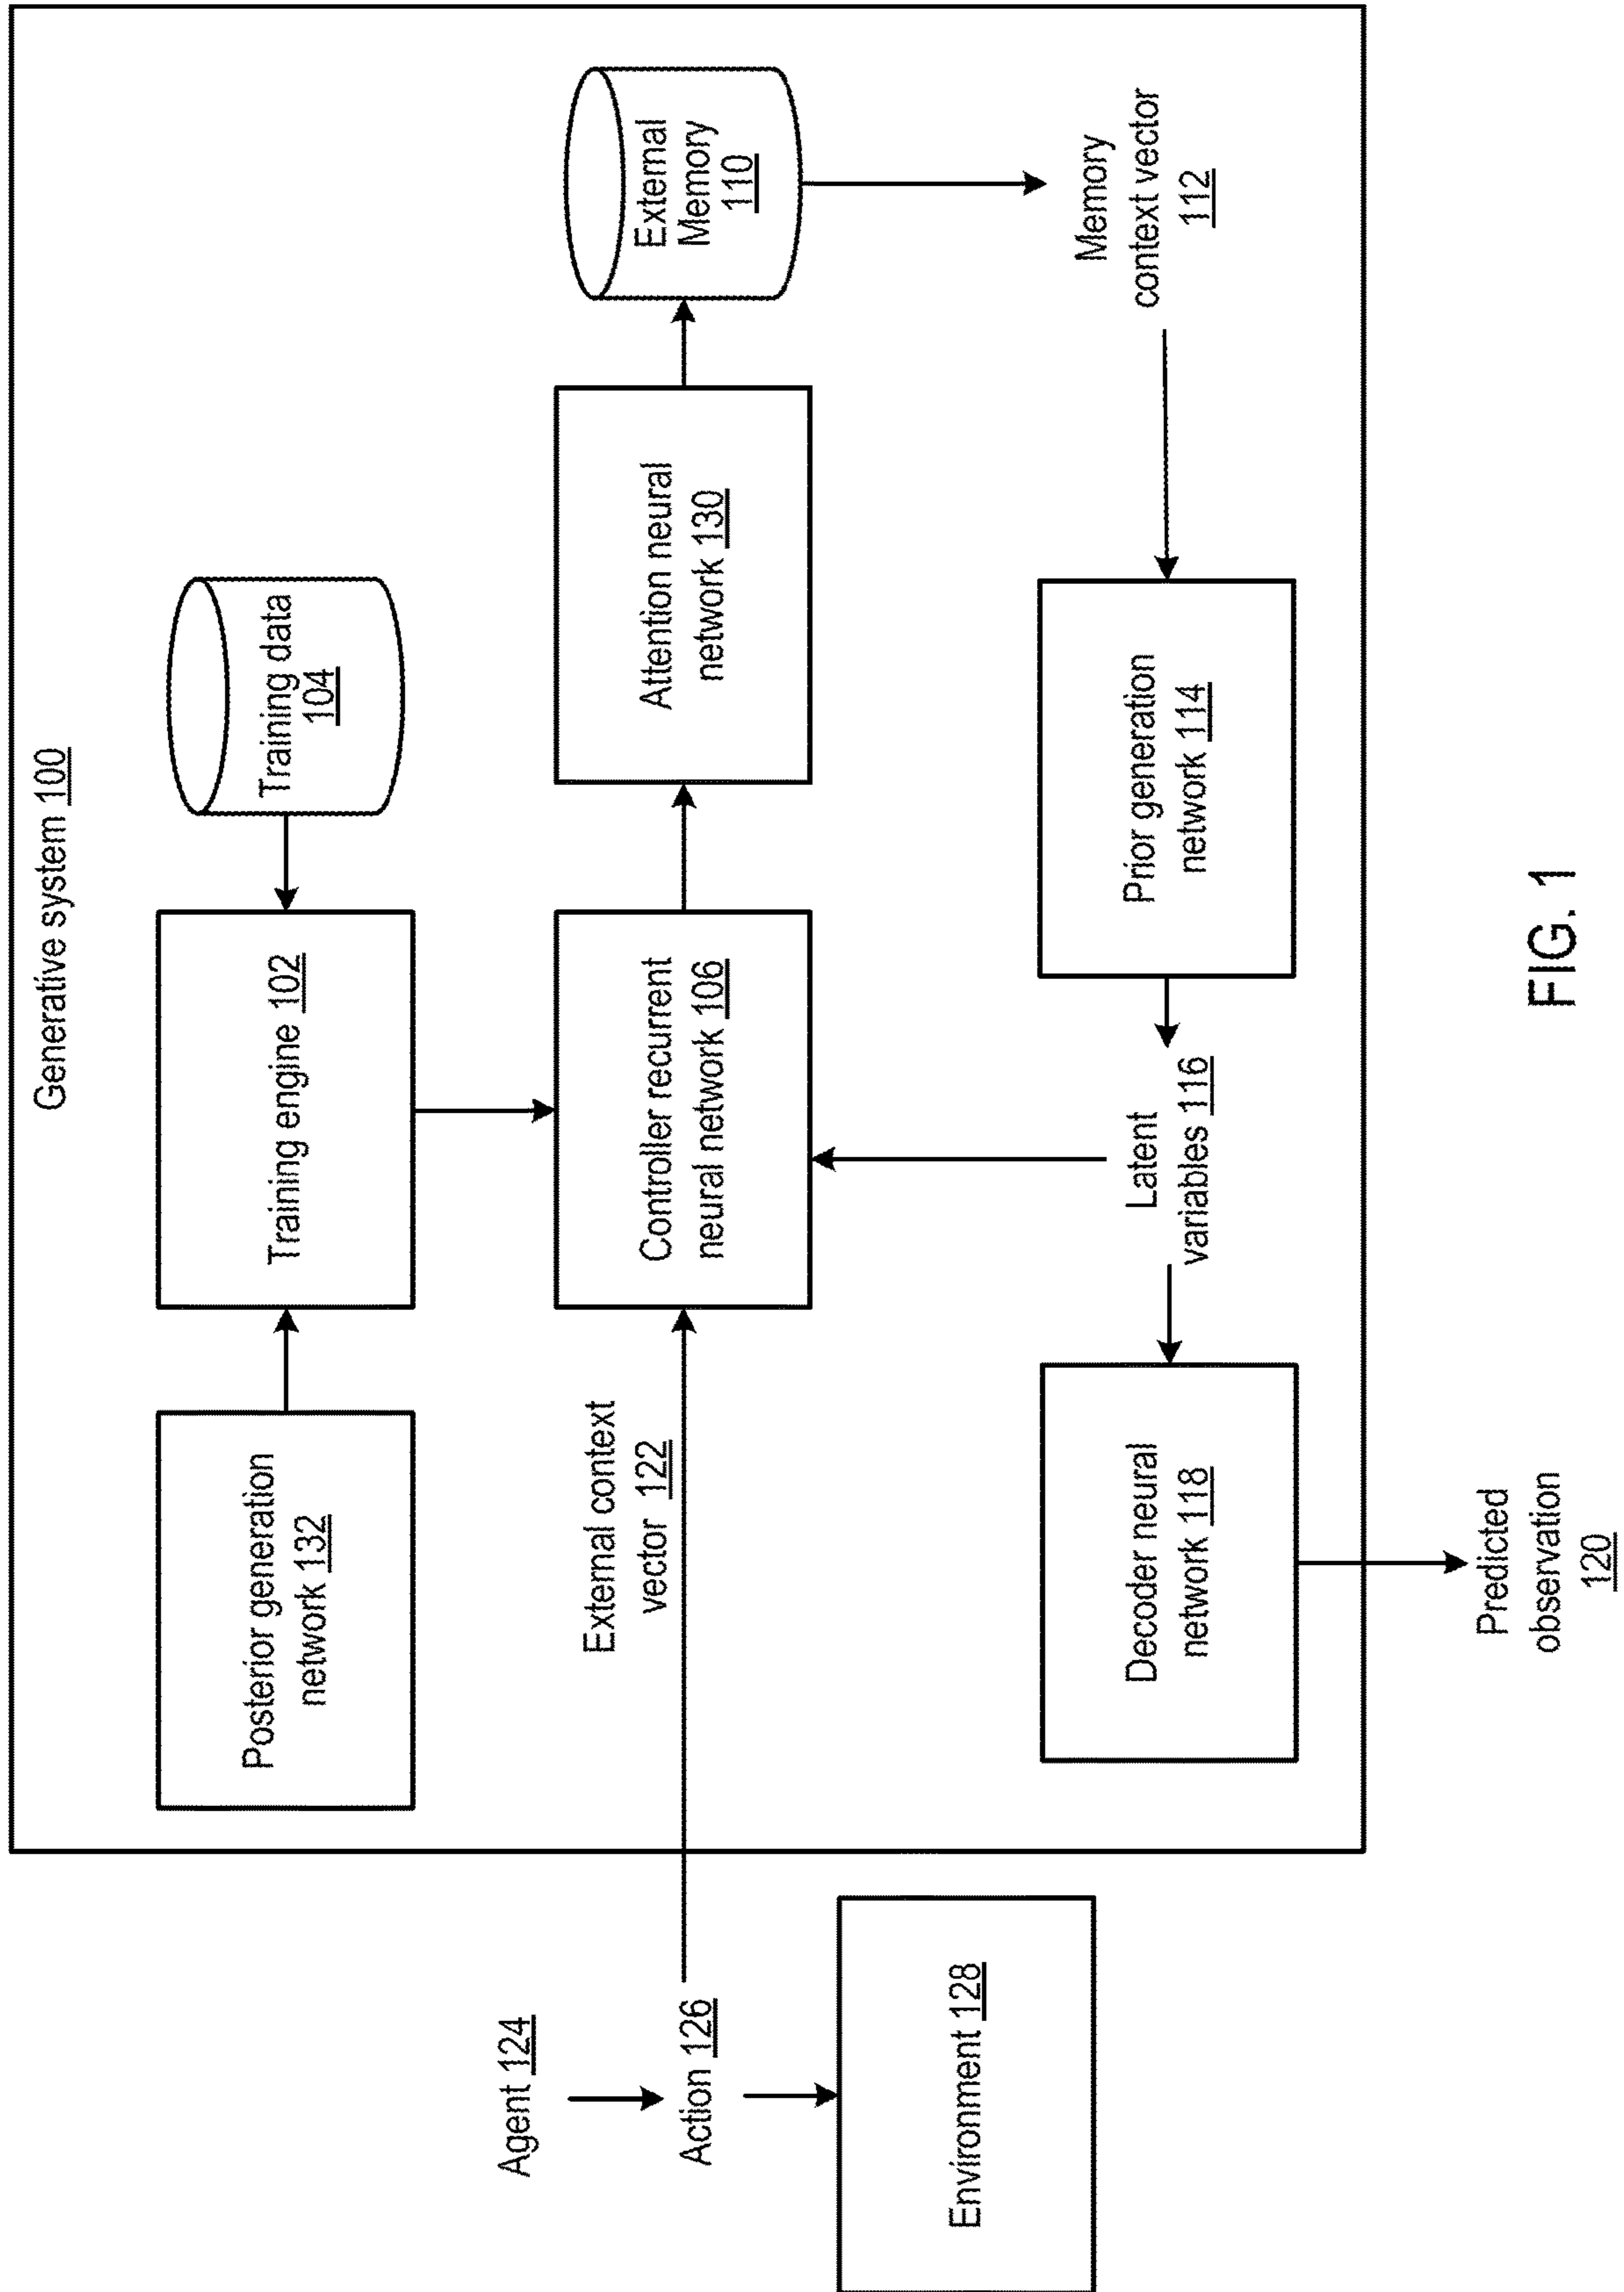 Generative system 100
Posterior generation
network 132
Training engine 102
Training data
104
Agent 124
Action 126
External context
vector 122
Controller recurrent
neural network 106
Attention neural
network 130
External
Memory
110
Environment 128
Decoder neural
network 118
Latent
variables 116
Prior generation
network 114
Memory
context vector
112
Predicted
observation
120
FIG. 1